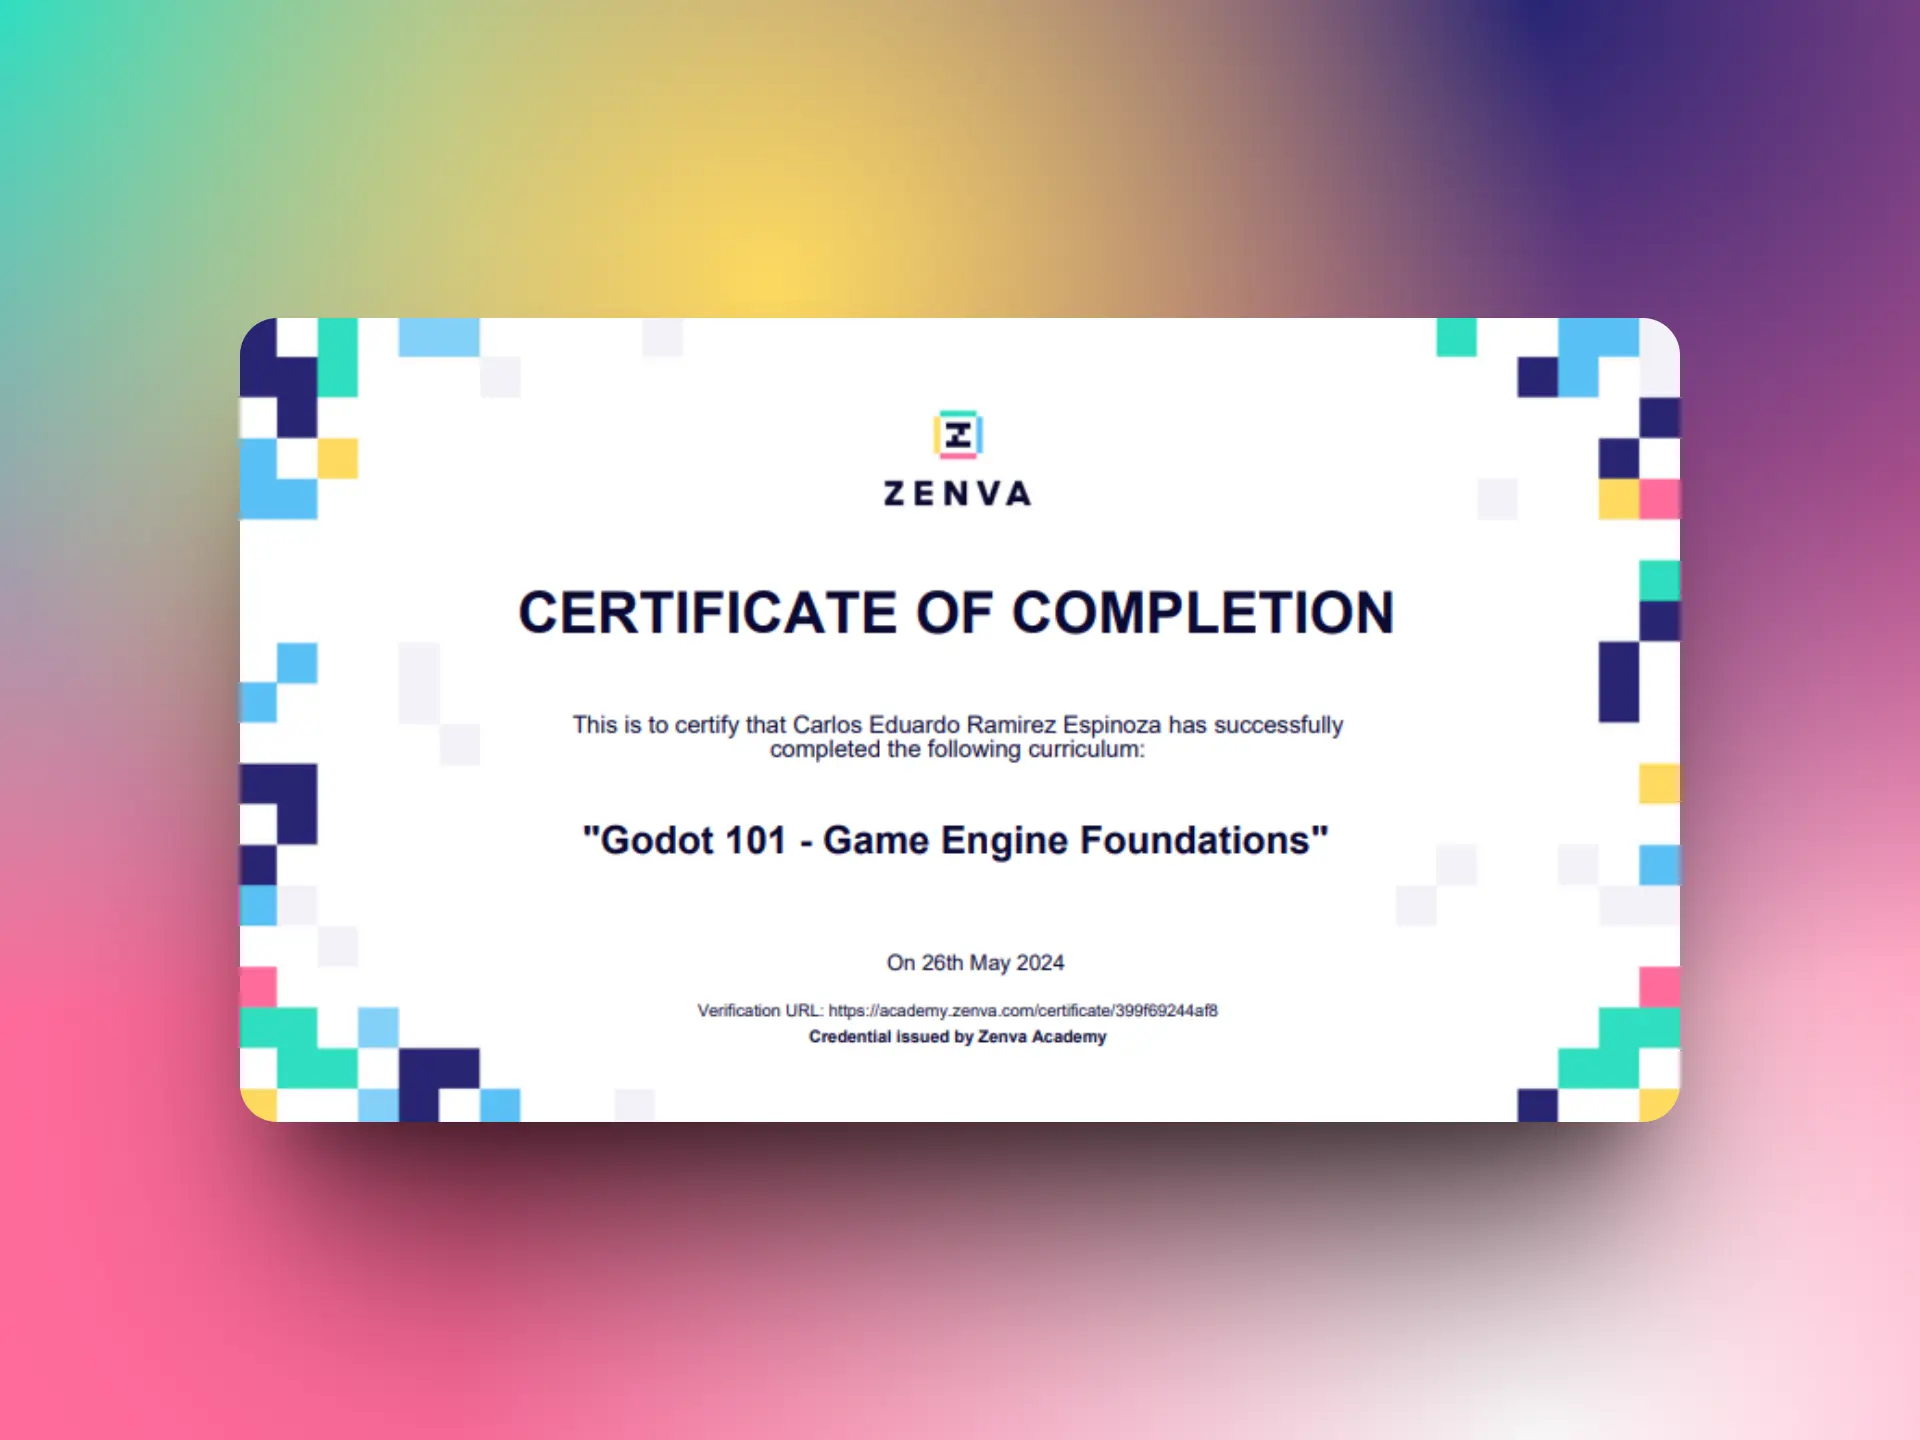 ZENVA
CERTIFICATE OF COMPLETION
This is to certify that Carlos Eduardo Ramirez Espinoza has successfully
completed the following curriculum:
"Godot 101 - Game Engine Foundations"
On 26th May 2024
Verification URL: https://academy.zenva.com/certificate/399f69244af8
Credential issued by Zenva Academy